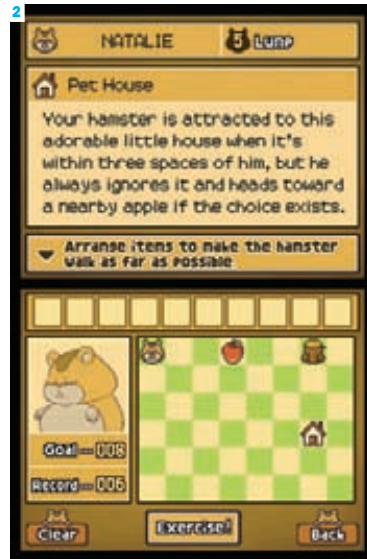 2
NATALIE
5 Lunp
Pet House
Your hamster is attracted to this
adorable little house when it's
within three spaces of him, but he
always ignores it and heads toward
a nearby apple if the choice exists.
Arrange items to make the hamster
walk as far as possible
Goal---008
Record---006
Clear
Exercise!
Back